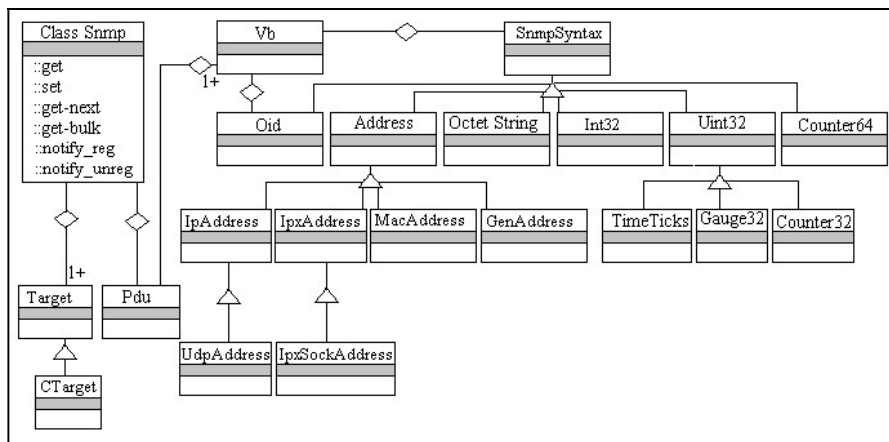 Class Snmp
::get
::set
::get-next
::get-bulk
::notify_reg
::notify_unreg
Vb
SnmpSyntax
1+
Oid
Address
Octet String
Int32
Uint32
Counter64
IpAddress
IpxAddress
MacAddress
GenAddress
TimeTicks
Gauge32
Counter32
1+
Target
Pdu
UdpAddress
IpxSockAddress
CTarget